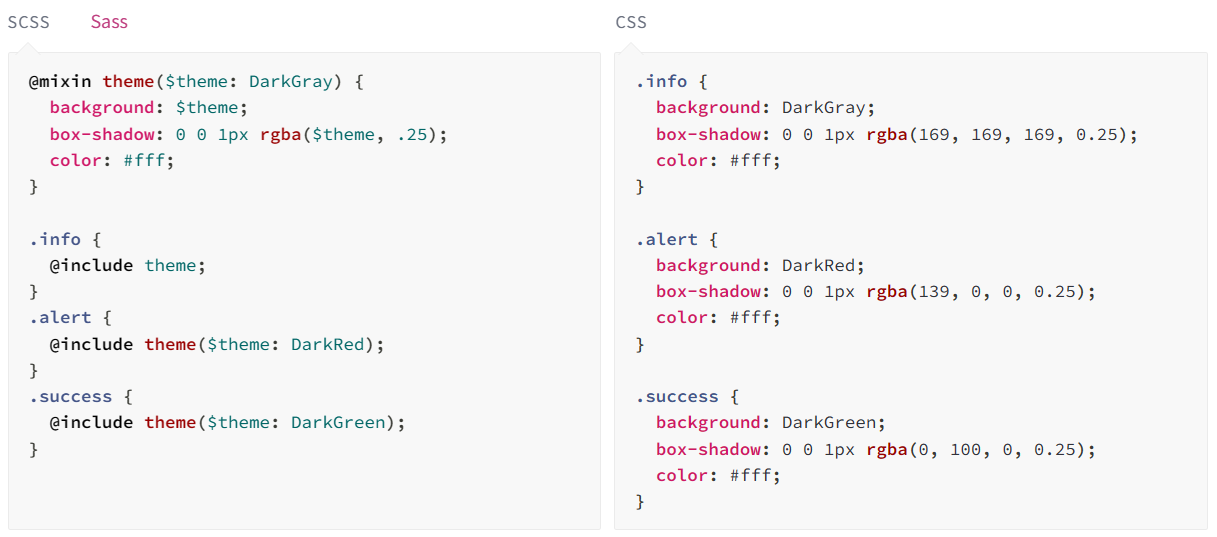 SCSS Sass
@mixin theme($theme: DarkGray) {
  background: $theme;
  box-shadow: 0 0 1px rgba($theme, .25);
  color: #fff;
}

.info {
  @include theme;
}
.alert {
  @include theme($theme: DarkRed);
}
.success {
  @include theme($theme: DarkGreen);
}
CSS
.info {
  background: DarkGray;
  box-shadow: 0 0 1px rgba(169, 169, 169, 0.25);
  color: #fff;
}

.alert {
  background: DarkRed;
  box-shadow: 0 0 1px rgba(139, 0, 0, 0.25);
  color: #fff;
}

.success {
  background: DarkGreen;
  box-shadow: 0 0 1px rgba(0, 100, 0, 0.25);
  color: #fff;
}